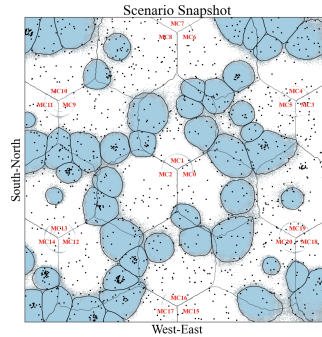 Scenario Snapshot
MC7
MC8 MC6
MC10
MC11 MC9
MC4
MC5 MC3
MC1
MC2 MC0
MC13
MC14 MC12
MC19
MC20 MC18
MC16
MC17 MC15
South-North
West-East